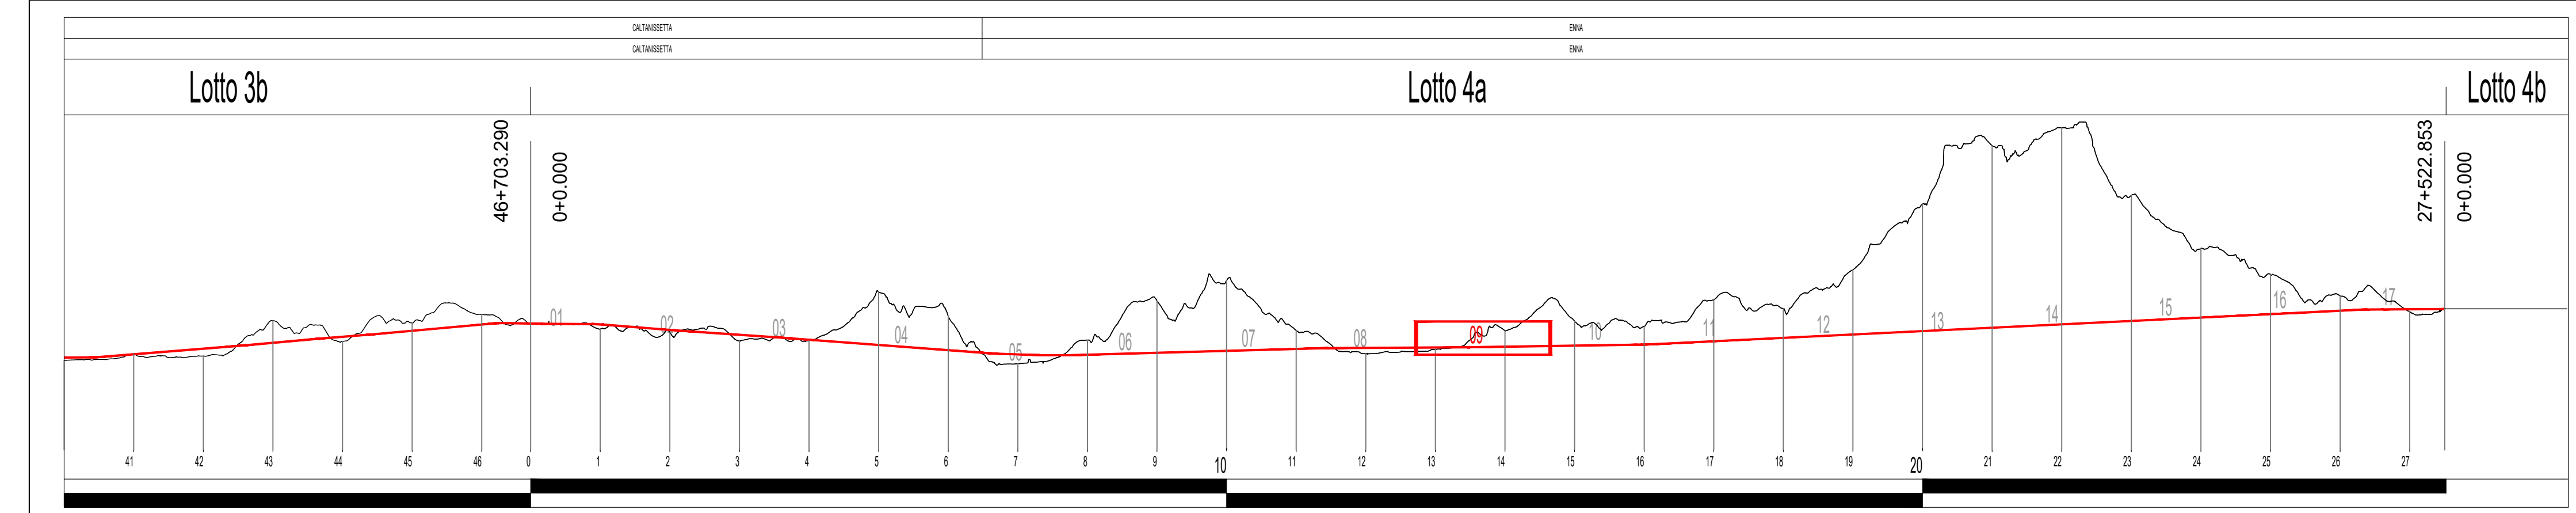 CALTANISSETTA ENNA
CALTANISSETTA ENNA
Lotto 3b Lotto 4a Lotto 4b
46+703.290 0+0.000 27+522.853 0+0.000
01 02 03 04 05 06 07 08 09 10 11 12 13 14 15 16 17
41 42 43 44 45 46 0 1 2 3 4 5 6 7 8 9 10 11 12 13 14 15 16 17 18 19 20 21 22 23 24 25 26 27